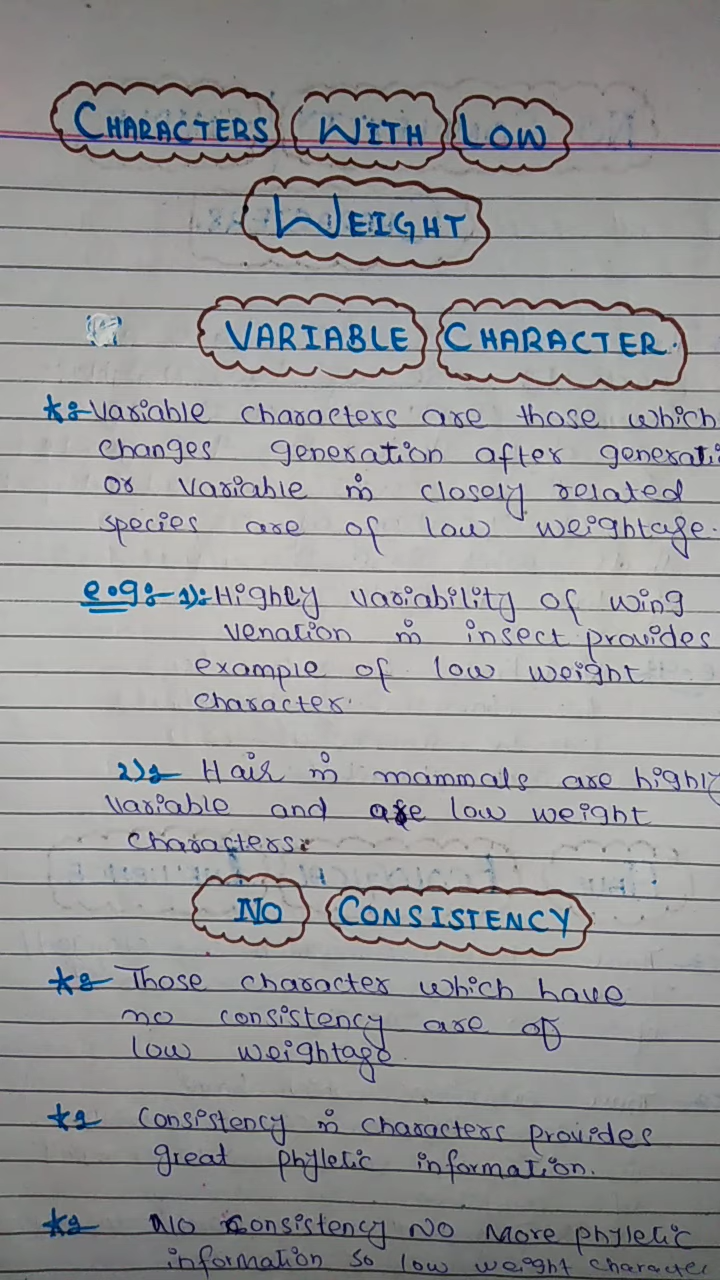 CHARACTERS WITH LOW
WEIGHT
VARIABLE CHARACTER.
*:- Variable characters are those which
changes generation after generati
or variable in closely related
species are of low weightage.
e.g:- 1):- Highly variability of wing
venation in insect provides
example of low weight
character.
2):- Hair in mammals are highly
variable and are low weight
characters.
NO CONSISTENCY
*:- Those character which have
no consistency are of
low weightage.
*:- Consistency in characters provides
great phyletic information.
*:- No consistency No More phyletic
information so low weight character